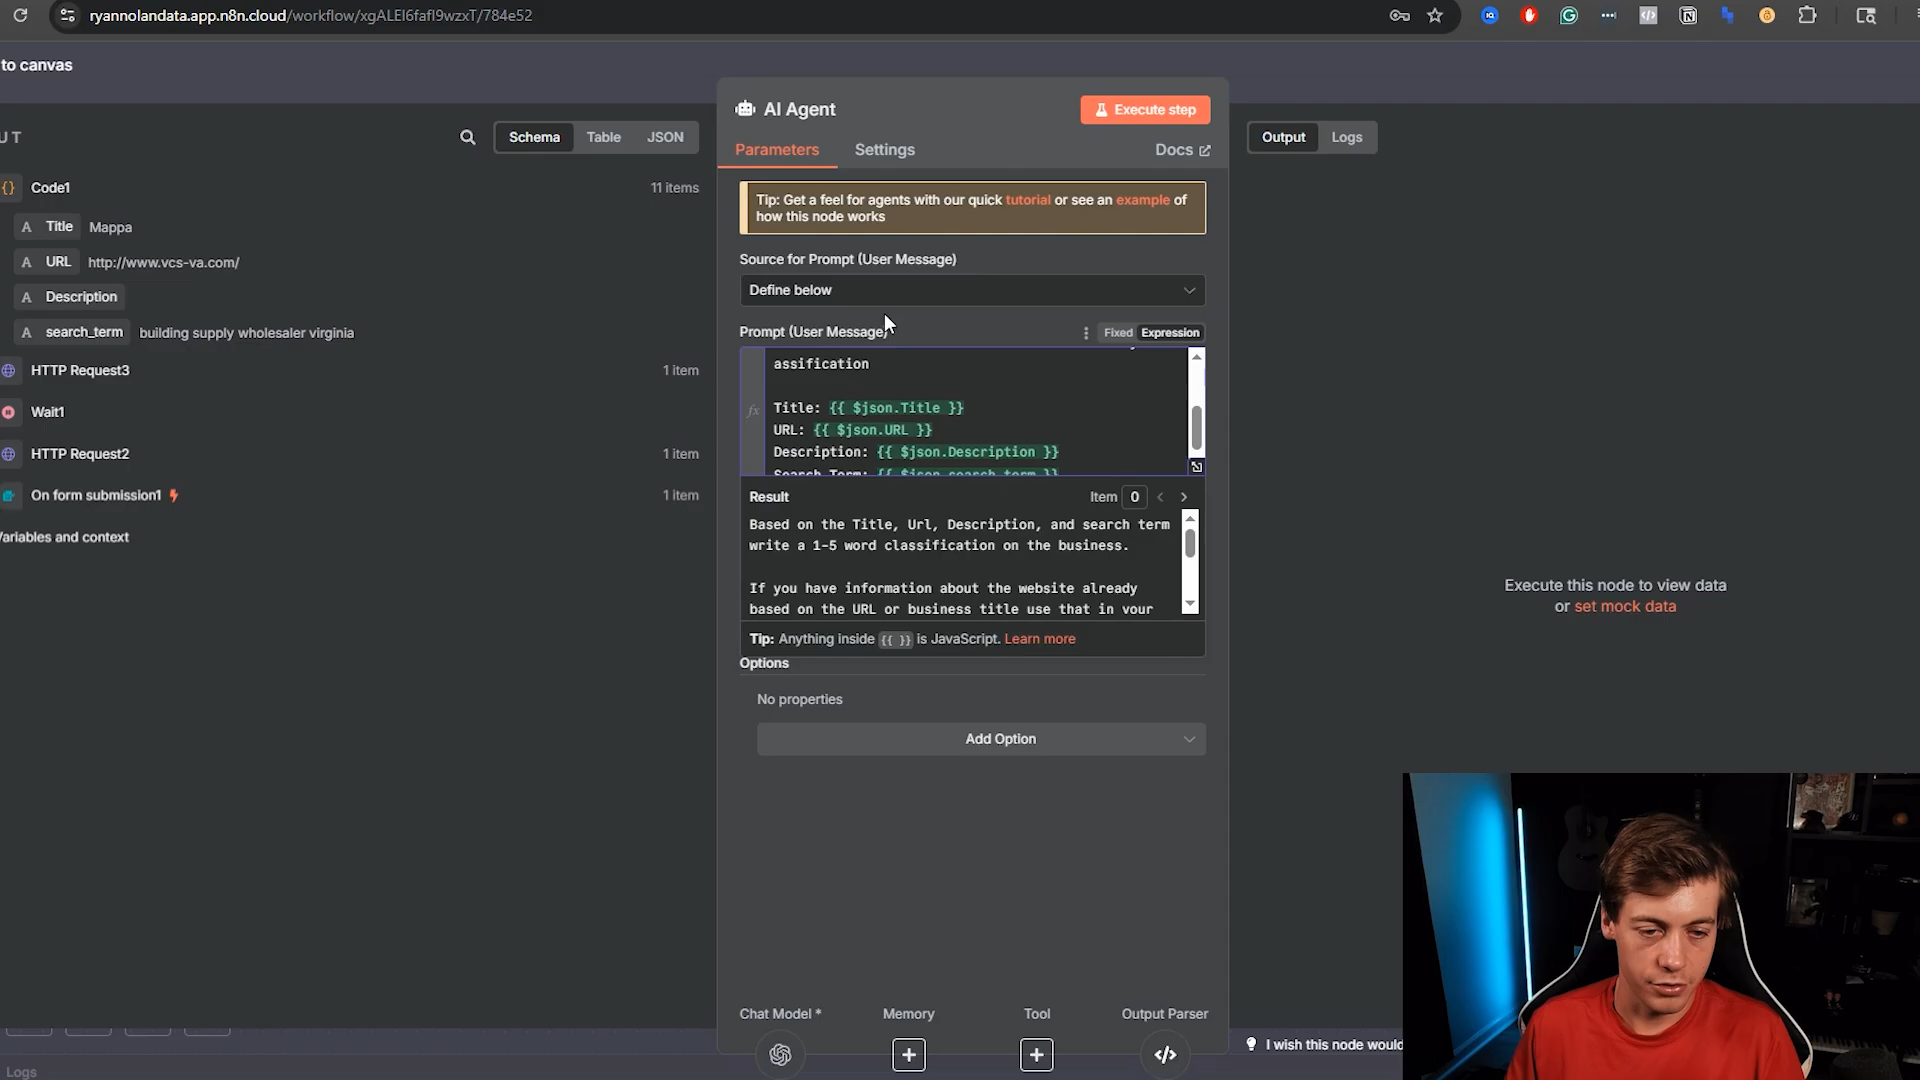 ryannolandata.app.n8n.cloud/workflow/xgALEI6fafI9wzxT/784e52
to canvas
UT
Schema
Table
JSON
Code1
11 items
A Title Mappa
A URL http://www.vcs-va.com/
A Description
A search_term building supply wholesaler virginia
HTTP Request3
1 item
Wait1
HTTP Request2
1 item
On form submission1
1 item
Variables and context
Logs
AI Agent
Execute step
Parameters
Settings
Docs
Tip: Get a feel for agents with our quick tutorial or see an example of
how this node works
Source for Prompt (User Message)
Define below
Prompt (User Message)
Fixed
Expression
fx
assification
Title: {{ $json.Title }}
URL: {{ $json.URL }}
Description: {{ $json.Description }}
Search Term: {{ $json.search_term }}
Result
Item 0
Based on the Title, Url, Description, and search term
write a 1-5 word classification on the business.
If you have information about the website already
based on the URL or business title use that in your
Tip: Anything inside {{ }} is JavaScript. Learn more
Options
No properties
Add Option
Chat Model *
Memory
Tool
Output Parser
Output
Logs
Execute this node to view data
or set mock data
I wish this node would